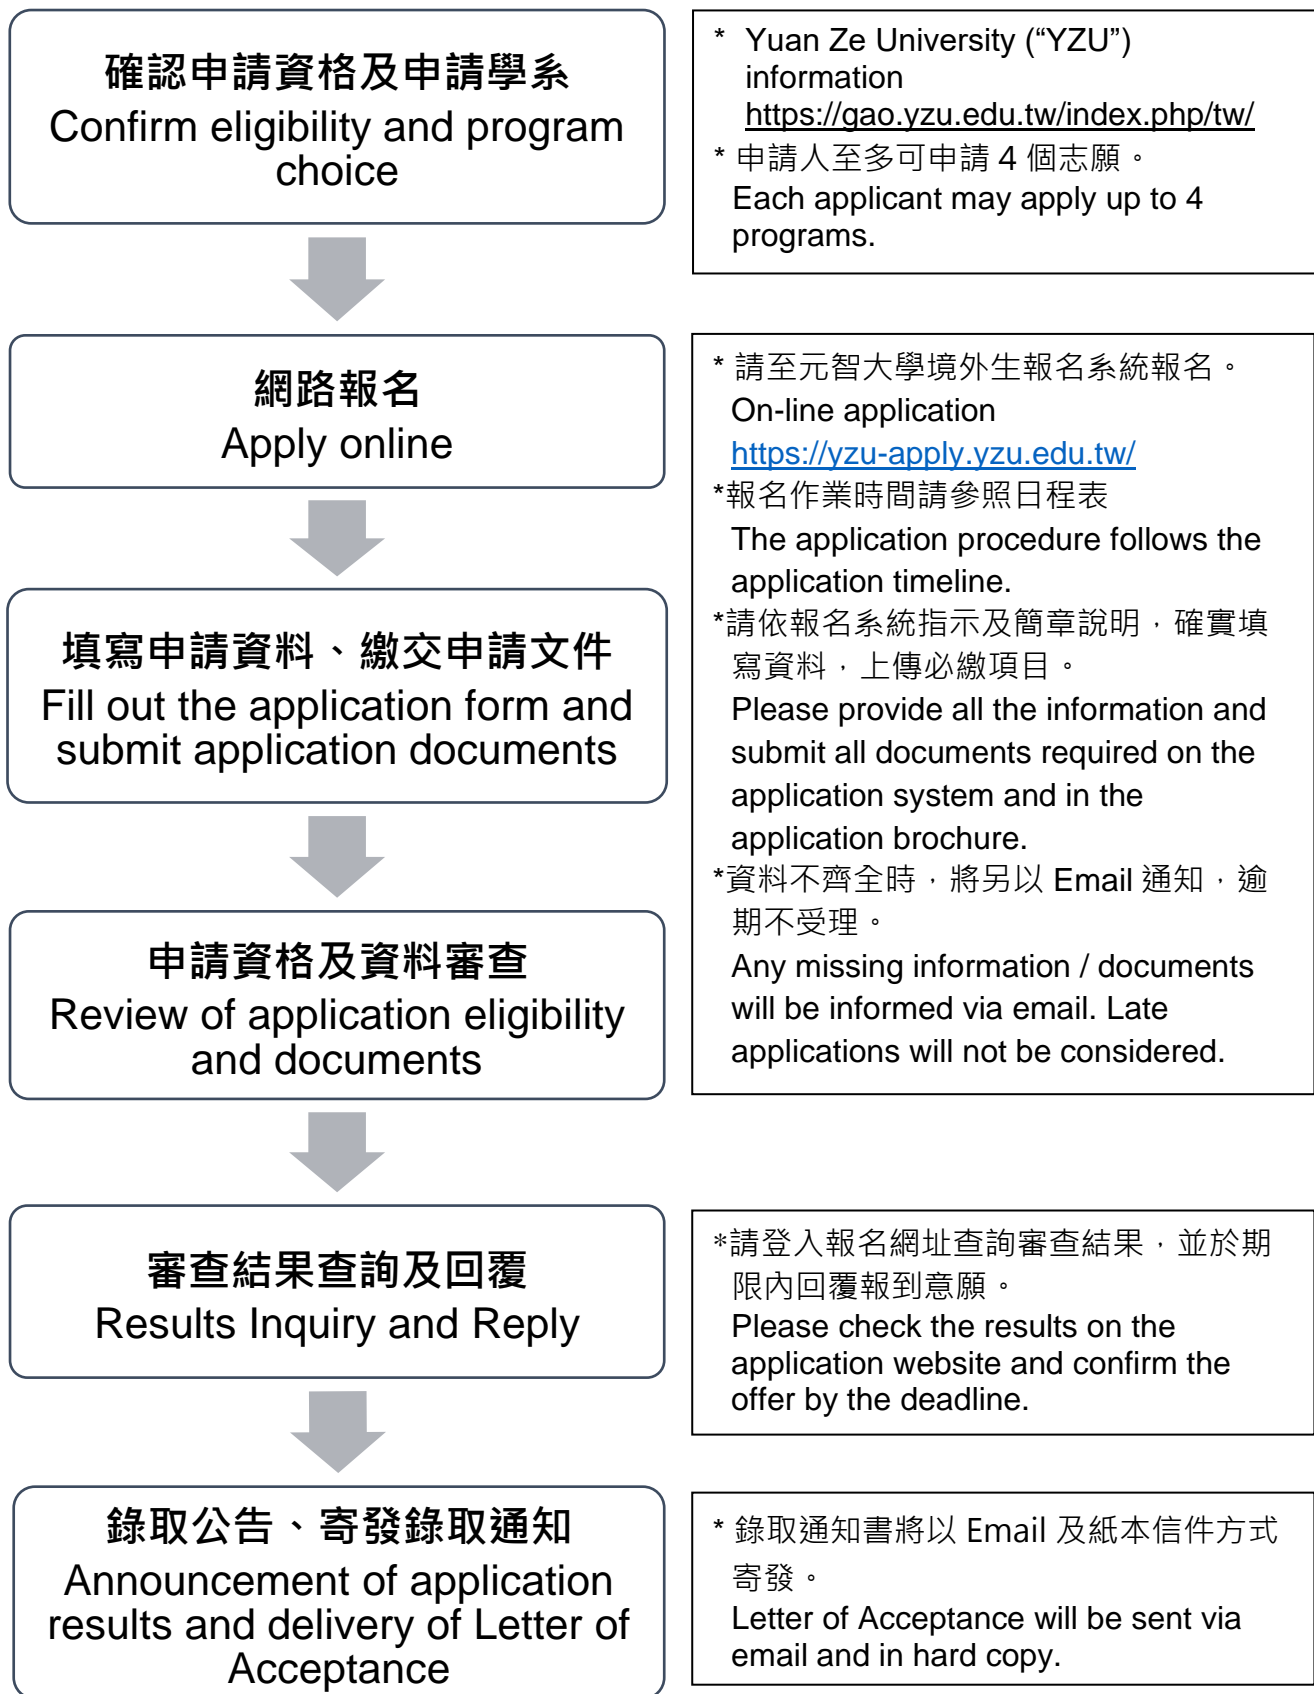 確認申請資格及申請學系
Confirm eligibility and program
choice
* Yuan Ze University (“YZU”)
information
https://gao.yzu.edu.tw/index.php/tw/
* 申請人至多可申請 4 個志願。
Each applicant may apply up to 4
programs.
網路報名
Apply online
* 請至元智大學境外生報名系統報名。
On-line application
https://yzu-apply.yzu.edu.tw/
*報名作業時間請參照日程表
The application procedure follows the
application timeline.
*請依報名系統指示及簡章說明，確實填
寫資料，上傳必繳項目。
Please provide all the information and
submit all documents required on the
application system and in the
application brochure.
*資料不齊全時，將另以 Email 通知，逾
期不受理。
Any missing information / documents
will be informed via email. Late
applications will not be considered.
填寫申請資料、繳交申請文件
Fill out the application form and
submit application documents
申請資格及資料審查
Review of application eligibility
and documents
審查結果查詢及回覆
Results Inquiry and Reply
*請登入報名網址查詢審查結果，並於期
限內回覆報到意願。
Please check the results on the
application website and confirm the
offer by the deadline.
錄取公告、寄發錄取通知
Announcement of application
results and delivery of Letter of
Acceptance
* 錄取通知書將以 Email 及紙本信件方式
寄發。
Letter of Acceptance will be sent via
email and in hard copy.